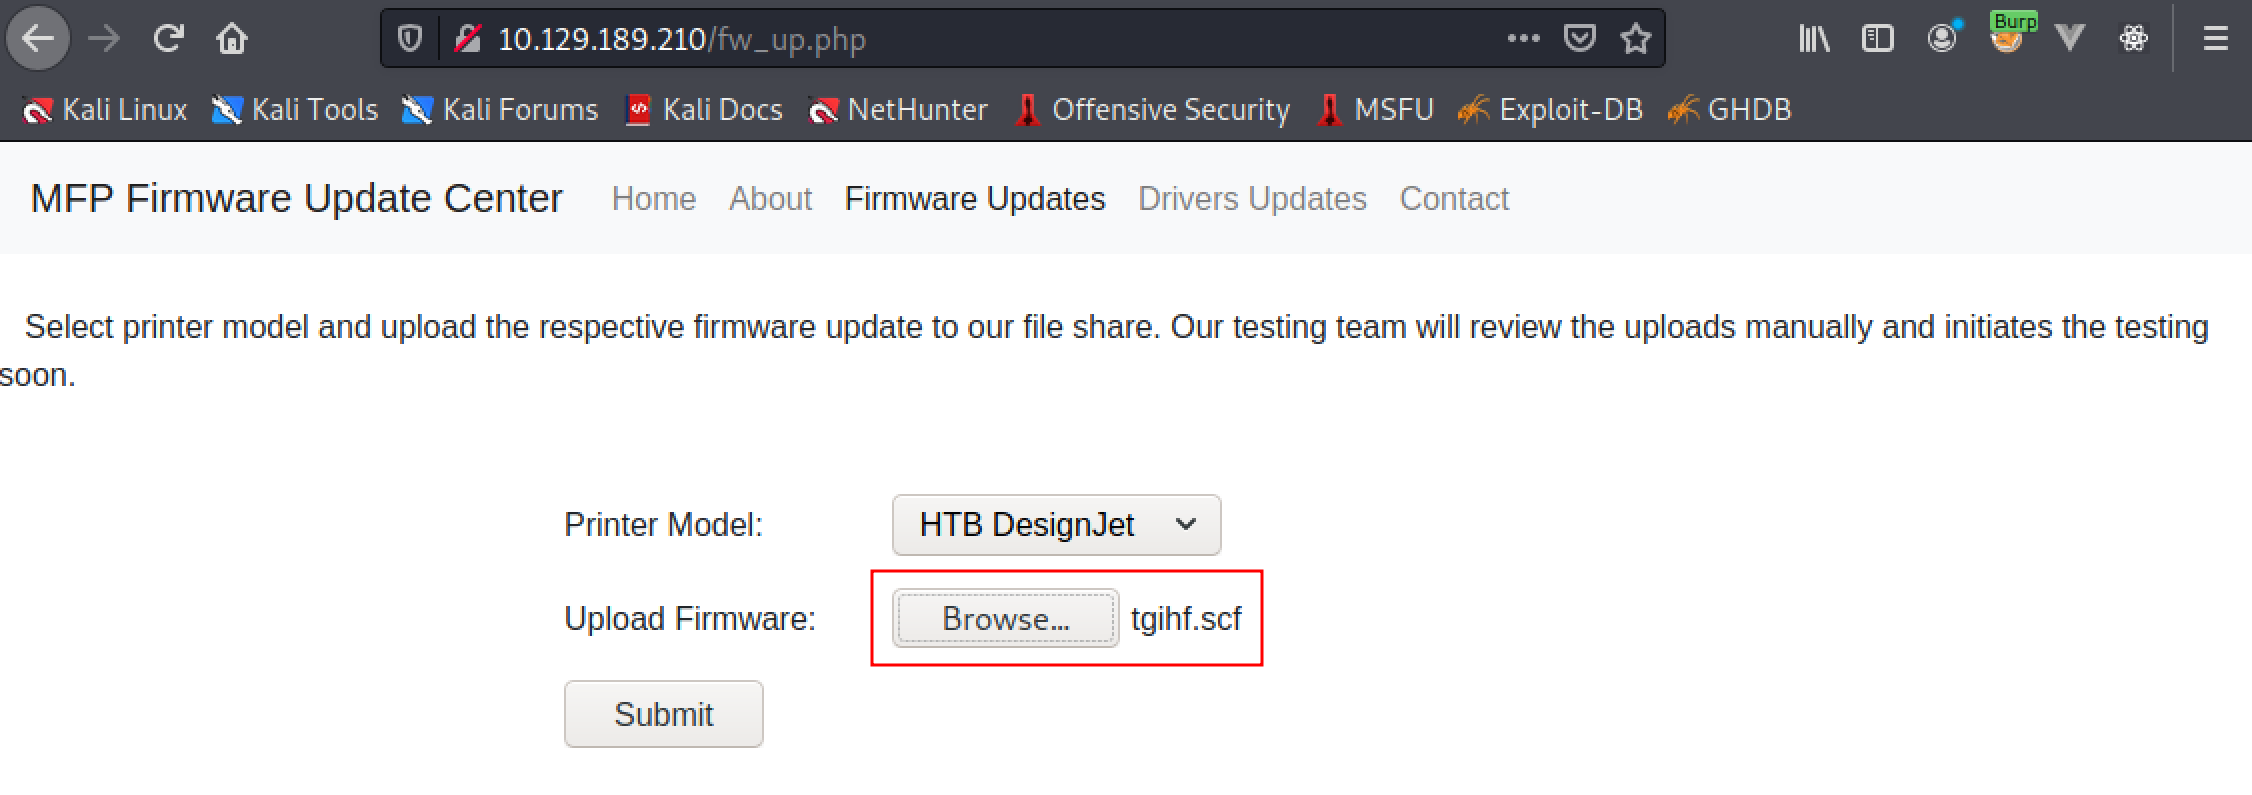 10.129.189.210/fw_up.php
Burp
Kali Linux Kali Tools Kali Forums Kali Docs NetHunter Offensive Security MSFU Exploit-DB GHDB
MFP Firmware Update Center Home About Firmware Updates Drivers Updates Contact
Select printer model and upload the respective firmware update to our file share. Our testing team will review the uploads manually and initiates the testing
soon.
Printer Model: HTB DesignJet
Upload Firmware: Browse... tgihf.scf
Submit